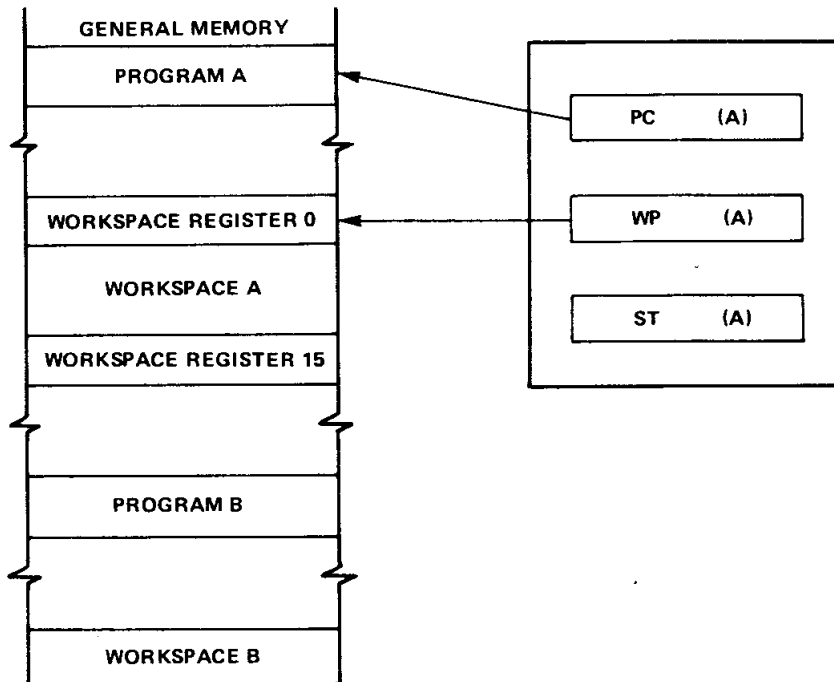 GENERAL MEMORY
PROGRAM A
WORKSPACE REGISTER 0
WORKSPACE A
WORKSPACE REGISTER 15
PROGRAM B
WORKSPACE B
PC (A)
WP (A)
ST (A)